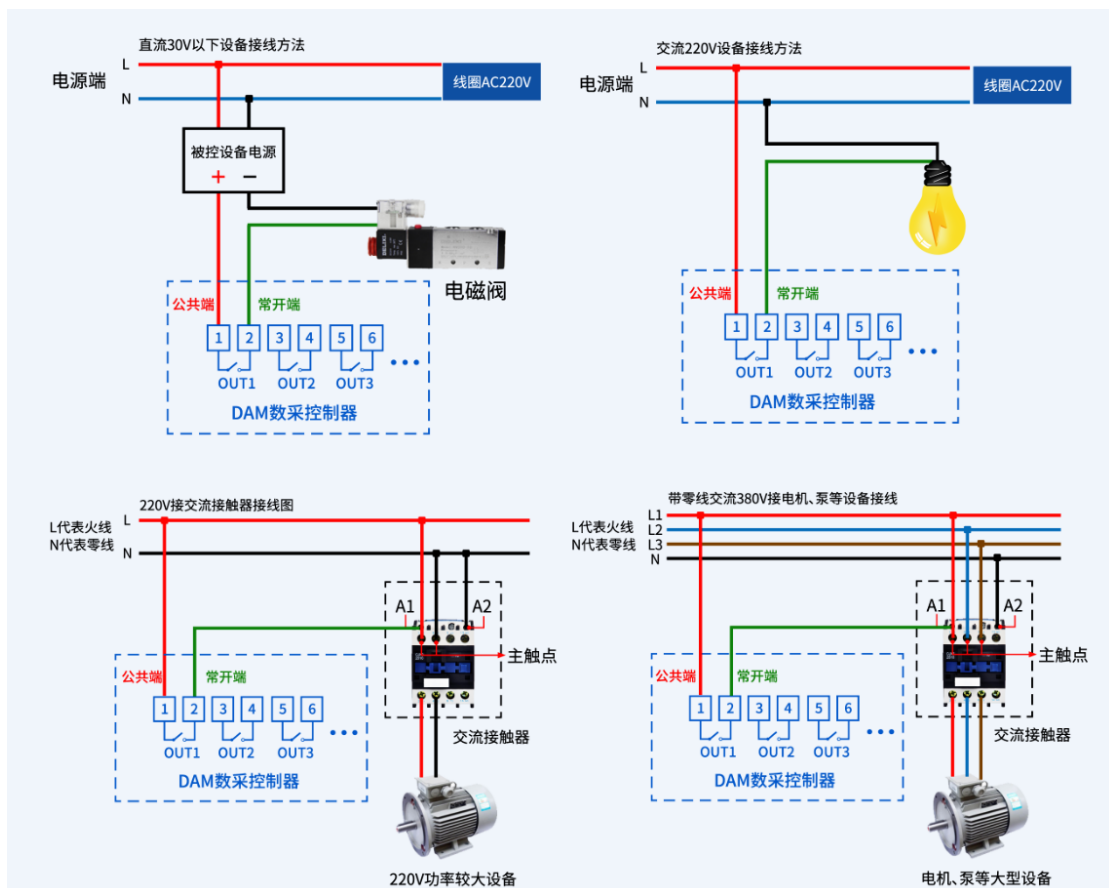 直流30V以下设备接线方法
L
电源端
线圈AC220V
N
被控设备电源
+ −
电磁阀
公共端 常开端
1 2 3 4 5 6
OUT1 OUT2 OUT3
DAM数采控制器
交流220V设备接线方法
L
电源端
线圈AC220V
N
公共端 常开端
1 2 3 4 5 6
OUT1 OUT2 OUT3
DAM数采控制器
220V接交流接触器接线图
L
L代表火线
N代表零线
N
A1 A2
主触点
公共端 常开端
1 2 3 4 5 6
OUT1 OUT2 OUT3
交流接触器
DAM数采控制器
220V功率较大设备
带零线交流380V接电机、泵等设备接线
L1
L代表火线 L2
N代表零线 L3
N
A1 A2
主触点
公共端 常开端
1 2 3 4 5 6
OUT1 OUT2 OUT3
交流接触器
DAM数采控制器
电机、泵等大型设备